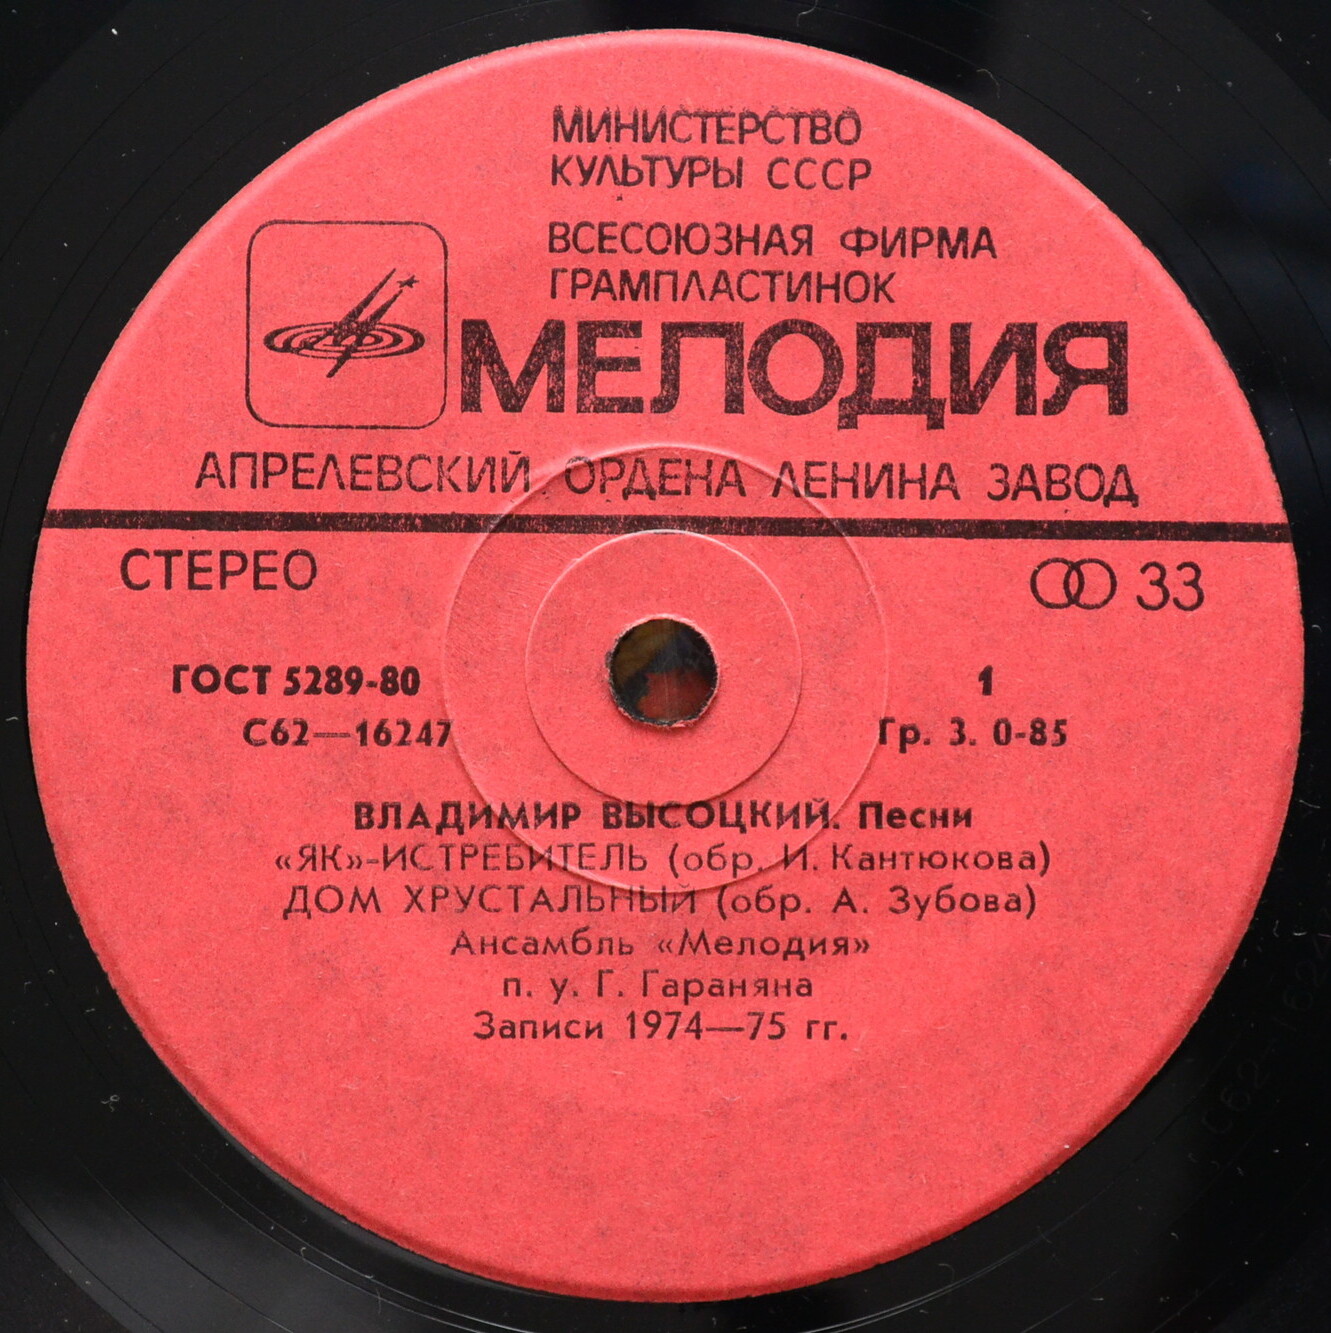 МИНИСТЕРСТВО
КУЛЬТУРЫ СССР
ВСЕСОЮЗНАЯ ФИРМА
ГРАМПЛАСТИНОК
МЕЛОДИЯ
АПРЕЛЕВСКИЙ ОРДЕНА ЛЕНИНА ЗАВОД
СТЕРЕО 33
ГОСТ 5289-80 1
С62—16247 Гр. 3. 0-85
ВЛАДИМИР ВЫСОЦКИЙ. Песни
«ЯК»-ИСТРЕБИТЕЛЬ (обр. И. Кантюкова)
ДОМ ХРУСТАЛЬНЫЙ (обр. А. Зубова)
Ансамбль «Мелодия»
п. у. Г. Гараняна
Записи 1974—75 гг.